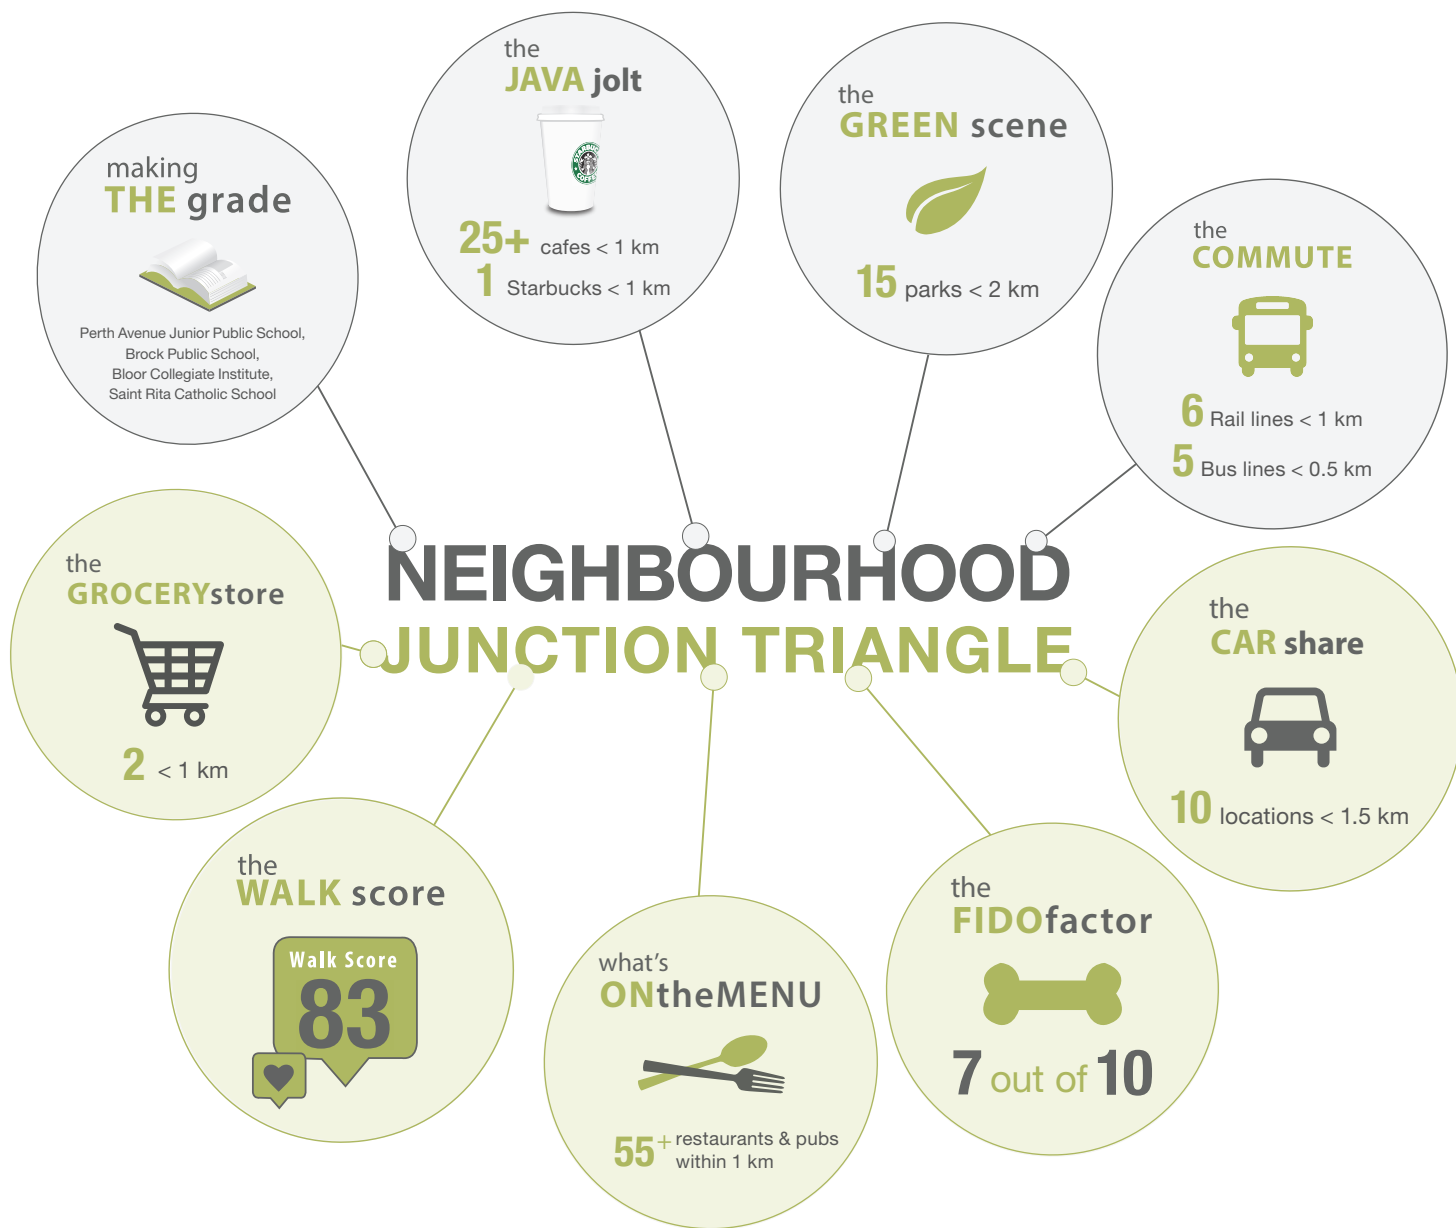 making
THE grade
Perth Avenue Junior Public School,
Brock Public School,
Bloor Collegiate Institute,
Saint Rita Catholic School
the
JAVA jolt
STARBUCKS
COFFEE
25+ cafes < 1 km
1 Starbucks < 1 km
the
GREEN scene
15 parks < 2 km
the
COMMUTE
6 Rail lines < 1 km
5 Bus lines < 0.5 km
NEIGHBOURHOOD
JUNCTION TRIANGLE
the
GROCERYstore
2 < 1 km
the
WALK score
Walk Score
83
what's
ONtheMENU
55+ restaurants & pubs
within 1 km
the
FIDOfactor
7 out of 10
the
CAR share
10 locations < 1.5 km